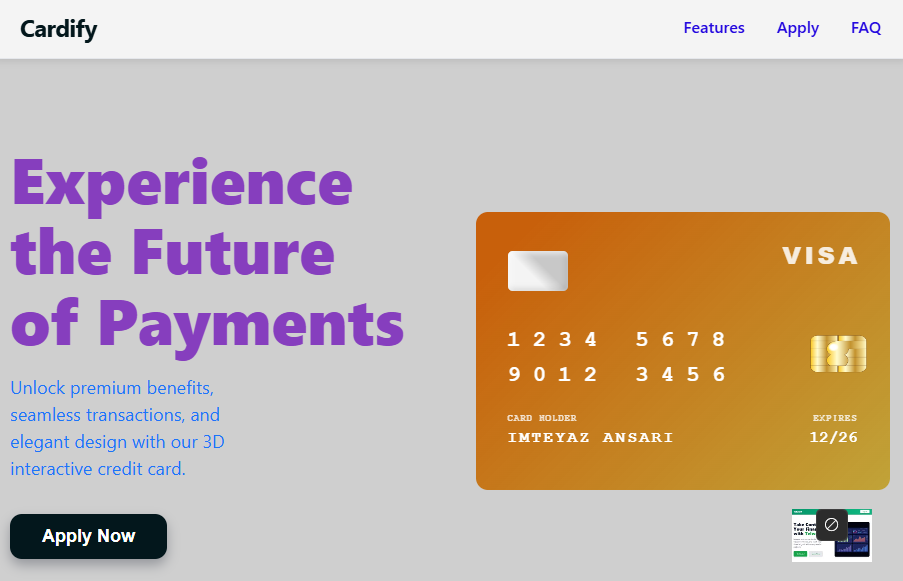 Cardify
Features
Apply
FAQ
Experience
the Future
of Payments
Unlock premium benefits,
seamless transactions, and
elegant design with our 3D
interactive credit card.
Apply Now
VISA
1234 5678
9012 3456
CARD HOLDER
IMTEYAZ ANSARI
EXPIRES
12/26